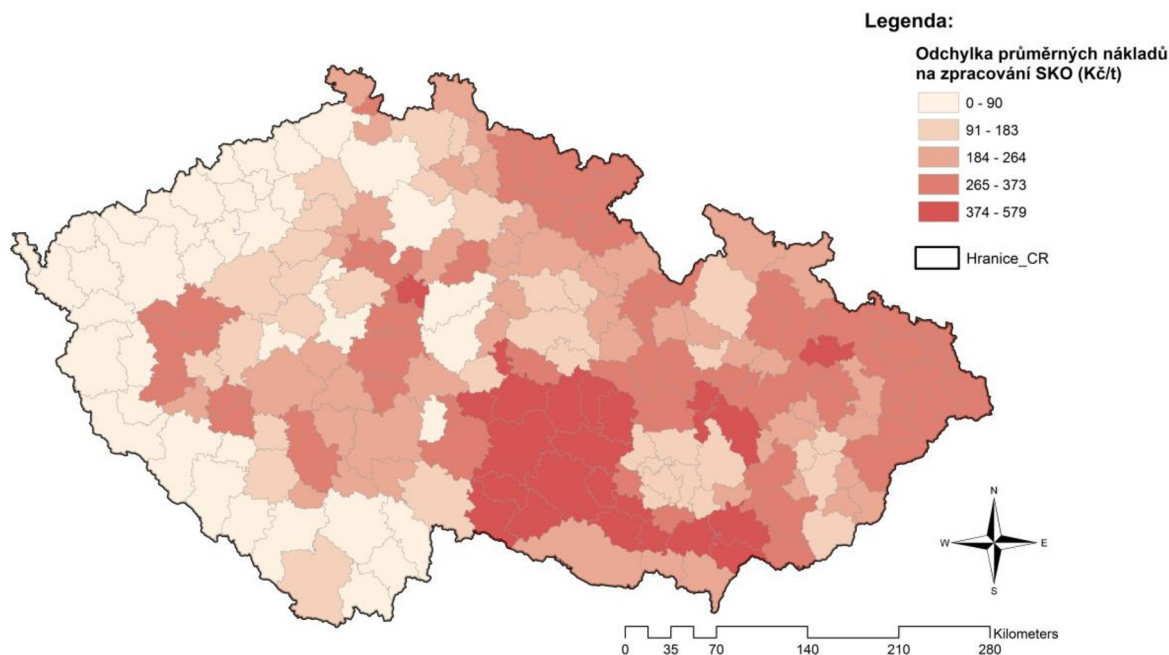 Legenda:
Odchylka průměrných nákladů
na zpracování SKO (Kč/t)
0 - 90
91 - 183
184 - 264
265 - 373
374 - 579
Hranice_CR
N
W E
S
Kilometers
0 35 70 140 210 280